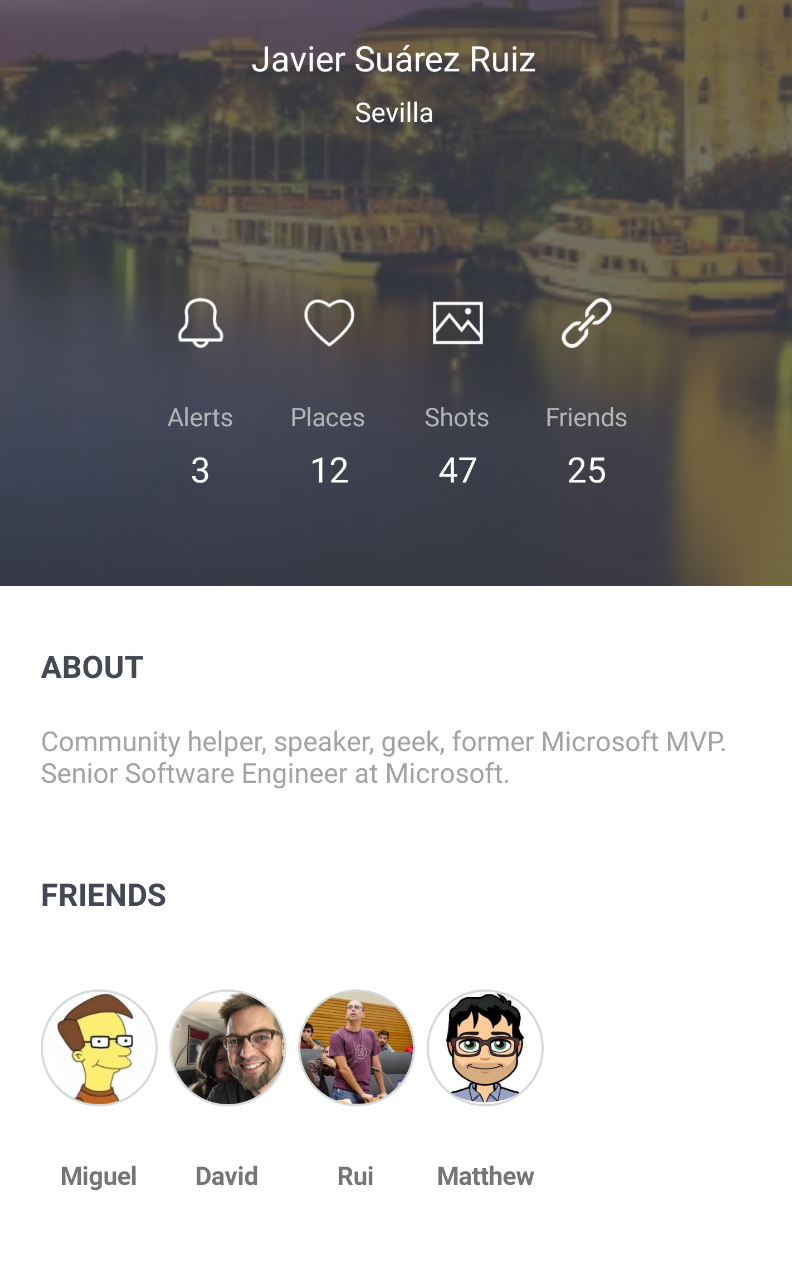 Javier Suárez Ruiz
Sevilla
Alerts Places Shots Friends
3 12 47 25
ABOUT
Community helper, speaker, geek, former Microsoft MVP.
Senior Software Engineer at Microsoft.
FRIENDS
Miguel David Rui Matthew